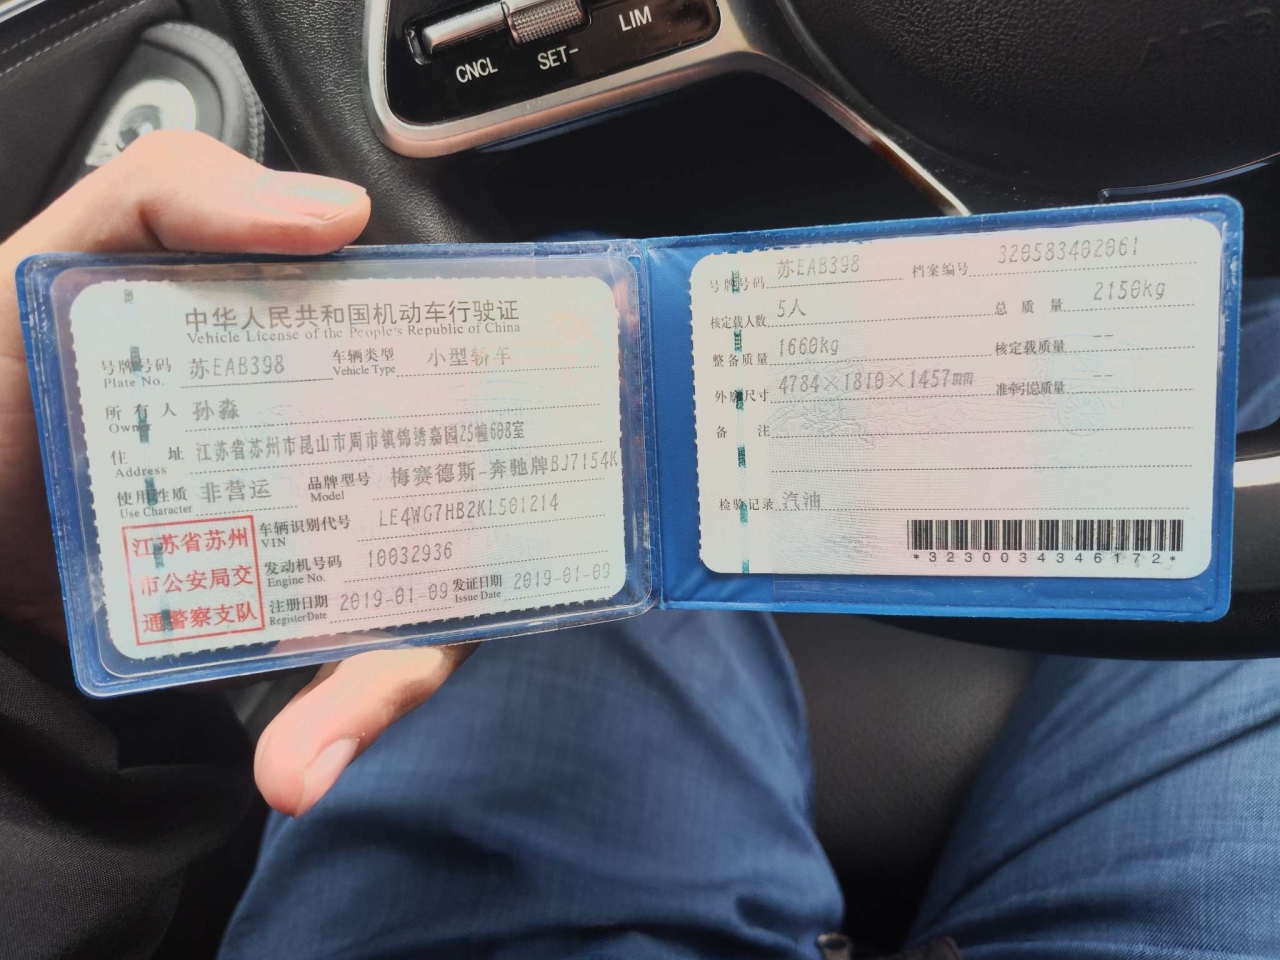 CNCL SET- LIM
中华人民共和国机动车行驶证
Vehicle License of the People's Republic of China
号牌号码 苏EAB398 车辆类型 小型轿车
Plate No. Vehicle Type
所有人 孙淼
Owner
住址 江苏省苏州市昆山市周市镇锦绣嘉园25幢608室
Address
使用性质 非营运 品牌型号 梅赛德斯-奔驰牌BJ7154K
Use Character Model
江苏省苏州
市公安局交
通警察支队
车辆识别代号 LE4WG7HB2KL501214
VIN
发动机号码 10032936
Engine No.
注册日期 2019-01-09 发证日期 2019-01-09
Register Date Issue Date
号牌号码 苏EAB398 档案编号 320583402061
核定载人数 5人 总质量 2150kg
整备质量 1660kg 核定载质量 --
外廓尺寸 4784×1810×1457mm 准牵引总质量 --
备注
检验记录 汽油
*3230034346172*